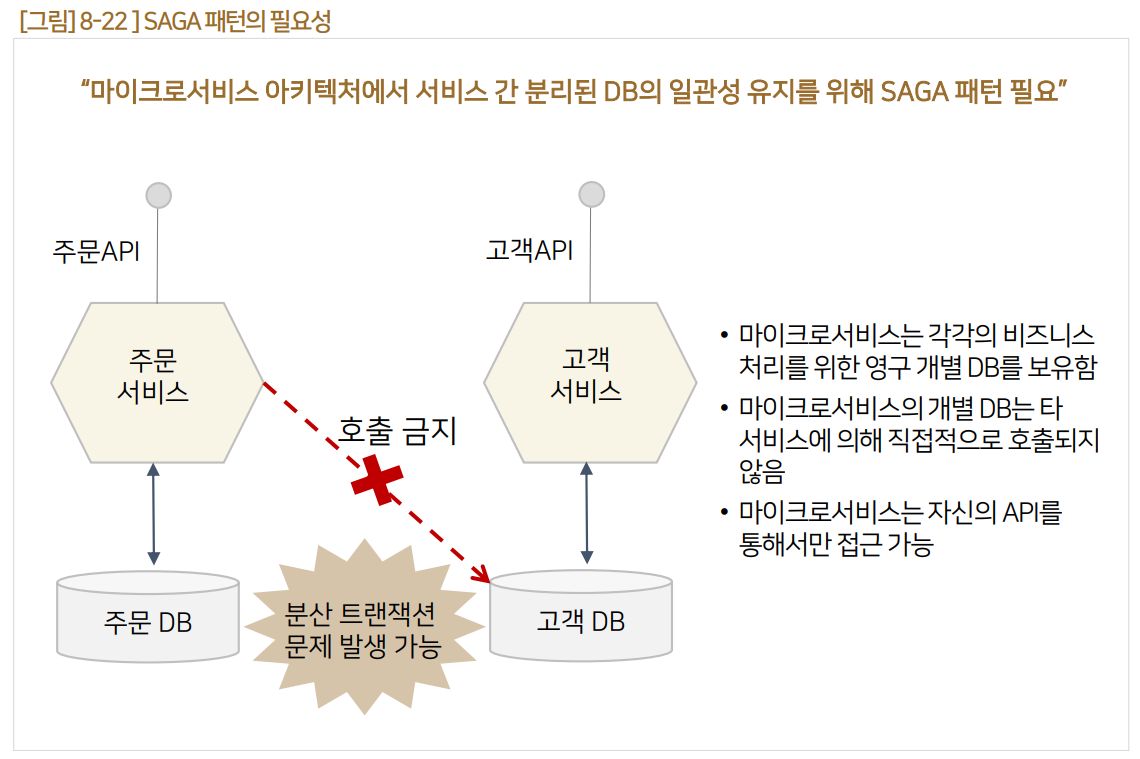 [그림] 8-22 ] SAGA 패턴의 필요성
“마이크로서비스 아키텍처에서 서비스 간 분리된 DB의 일관성 유지를 위해 SAGA 패턴 필요”
주문API
고객API
주문
서비스
고객
서비스
호출 금지
주문 DB
분산 트랜잭션
문제 발생 가능
고객 DB
• 마이크로서비스는 각각의 비즈니스
처리를 위한 영구 개별 DB를 보유함
• 마이크로서비스의 개별 DB는 타
서비스에 의해 직접적으로 호출되지
않음
• 마이크로서비스는 자신의 API를
통해서만 접근 가능